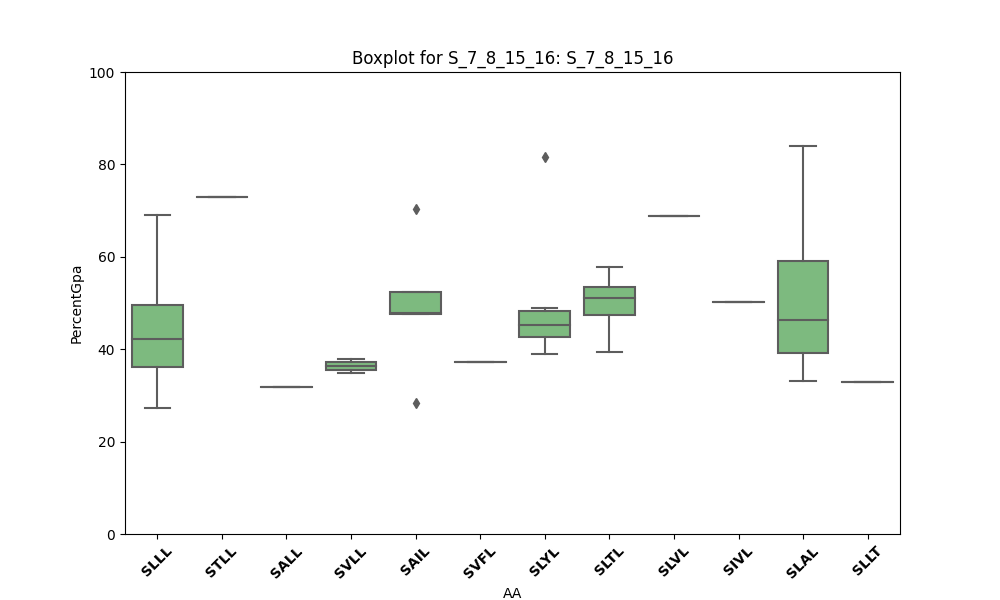 Boxplot for S_7_8_15_16: S_7_8_15_16
100
80
60
40
20
0
PercentGpa
SLLL STLL SALL SVLL SAIL SVFL SLYL SLTL SLVL SIVL SLAL SLLT
AA